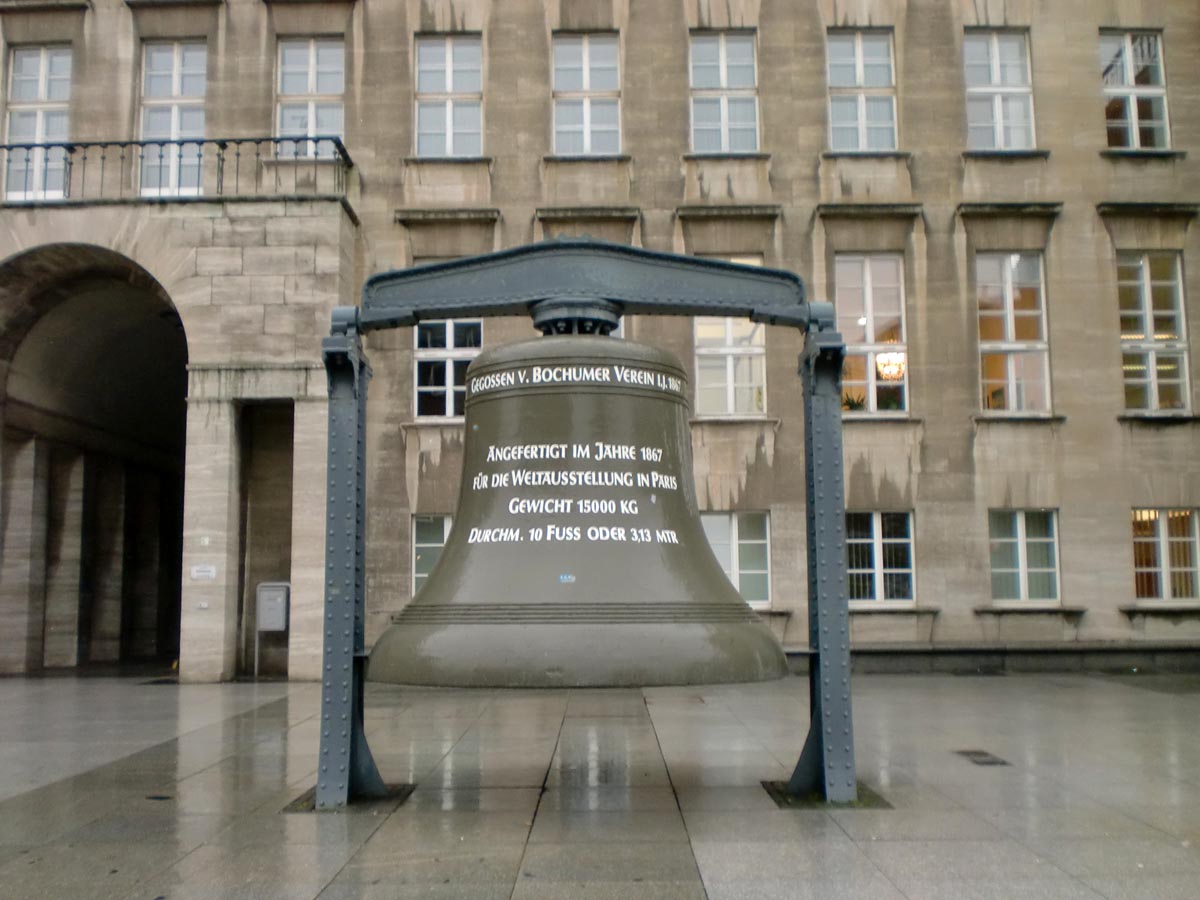 GEGOSSEN V. BOCHUMER VEREIN I.J. 1867
ANGEFERTIGT IM JAHRE 1867
FÜR DIE WELTAUSSTELLUNG IN PARIS
GEWICHT 15000 KG
DURCHM. 10 FUSS ODER 3,13 MTR